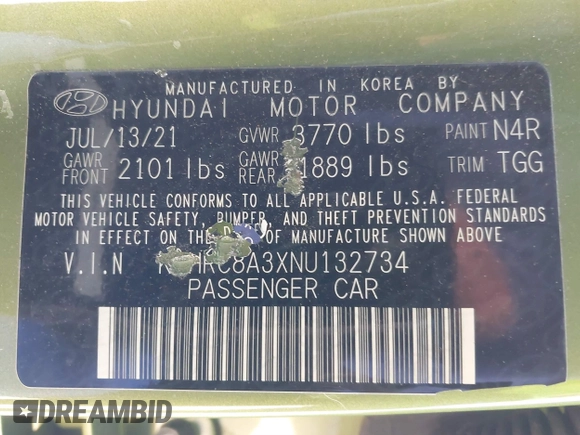 MANUFACTURED IN KOREA BY
HYUNDAI MOTOR COMPANY
JUL/13/21 GVWR 3770 lbs PAINT N4R
GAWR FRONT 2101 lbs GAWR REAR 1889 lbs TRIM TGG
THIS VEHICLE CONFORMS TO ALL APPLICABLE U.S.A. FEDERAL
MOTOR VEHICLE SAFETY, BUMPER, AND THEFT PREVENTION STANDARDS
IN EFFECT ON THE DATE OF MANUFACTURE SHOWN ABOVE
V.I.N
PASSENGER CAR
DREAMBID